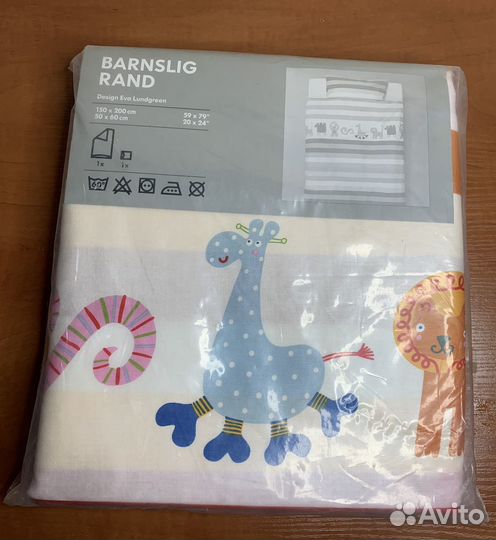 BARNSLIG
RAND
Design Eva Lundgreen
150 x 200 cm 59 x 79"
50 x 60 cm 20 x 24"
1x 1x
60°
Avito